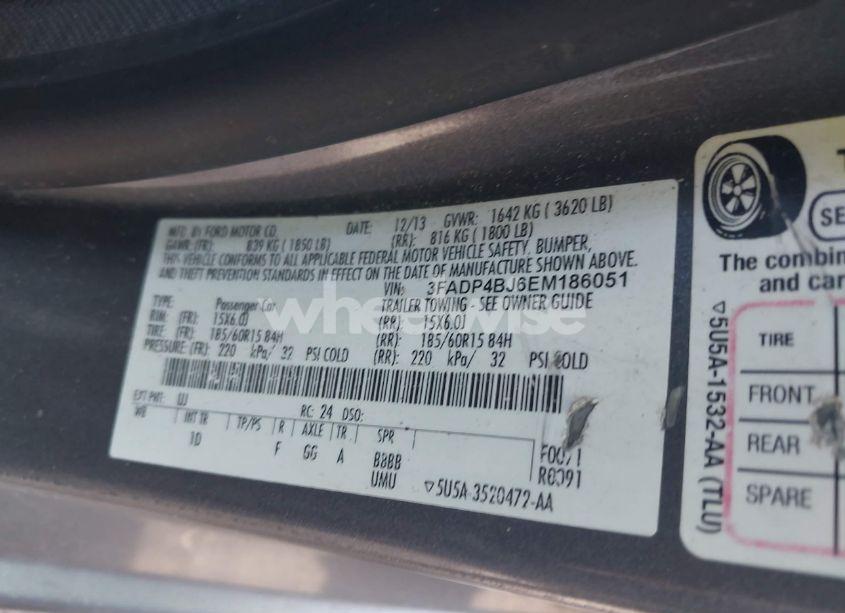 MFD. BY FORD MOTOR CO. DATE: 12/13 GVWR: 1642 KG ( 3620 LB)
GAWR: (FR): 839 KG ( 1850 LB) (RR): 816 KG ( 1800 LB)
THIS VEHICLE CONFORMS TO ALL APPLICABLE FEDERAL MOTOR VEHICLE SAFETY, BUMPER,
AND THEFT PREVENTION STANDARDS IN EFFECT ON THE DATE OF MANUFACTURE SHOWN ABOVE.
VIN: 3FADP4BJ6EM186051
TYPE: Passenger Car TRAILER TOWING - SEE OWNER GUIDE
RIM: (FR): 15X6.0J (RR): 15X6.0J
TIRE: (FR): 185/60R15 84H (RR): 185/60R15 84H
PRESSURE: (FR): 220 kPa/ 32 PSI COLD (RR): 220 kPa/ 32 PSI COLD
EXT PNT: UJ RC: 24 DSO:
WB INT TR TP/PS R AXLE TR SPR
1D F GG A BBBB
UMU
F0071
R0091
▽5U5A-3520472-AA
wheelwise
SE
The combin
and car
TIRE
FRONT
REAR
SPARE
▽5U5A-1532-AA (TLU)